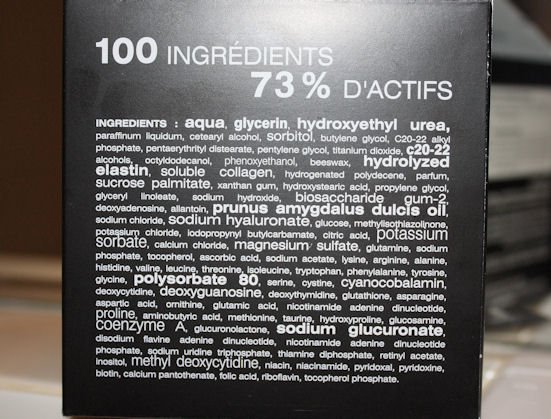 100 INGRÉDIENTS
73% D'ACTIFS
INGREDIENTS : aqua, glycerin, hydroxyethyl urea,
paraffinum liquidum, cetearyl alcohol, sorbitol, butylene glycol, C20-22 alkyl
phosphate, pentaerythrityl distearate, pentylene glycol, titanium dioxide, c20-22
alcohols, octyldodecanol, phenoxyethanol, beeswax, hydrolyzed
elastin, soluble collagen, hydrogenated polydecene, parfum,
sucrose palmitate, xanthan gum, hydroxystearic acid, propylene glycol,
glyceryl linoleate, sodium hydroxide, biosaccharide gum-2,
deoxyadenosine, allantoin, prunus amygdalus dulcis oil,
sodium chloride, sodium hyaluronate, glucose, methylisothiazolinone,
potassium chloride, iodopropynyl butylcarbamate, citric acid, potassium
sorbate, calcium chloride, magnesium sulfate, glutamine, sodium
phosphate, tocopherol, ascorbic acid, sodium acetate, lysine, arginine, alanine,
histidine, valine, leucine, threonine, isoleucine, tryptophan, phenylalanine, tyrosine,
glycine, polysorbate 80, serine, cystine, cyanocobalamin,
deoxycytidine, deoxyguanosine, deoxythymidine, glutathione, asparagine,
aspartic acid, ornithine, glutamic acid, nicotinamide adenine dinucleotide,
proline, aminobutyric acid, methionine, taurine, hydroxyproline, glucosamine,
coenzyme A, glucuronolactone, sodium glucuronate,
disodium flavine adenine dinucleotide, nicotinamide adenine dinucleotide
phosphate, sodium uridine triphosphate, thiamine diphosphate, retinyl acetate,
inositol, methyl deoxycytidine, niacin, niacinamide, pyridoxal, pyridoxine,
biotin, calcium pantothenate, folic acid, riboflavin, tocopherol phosphate.